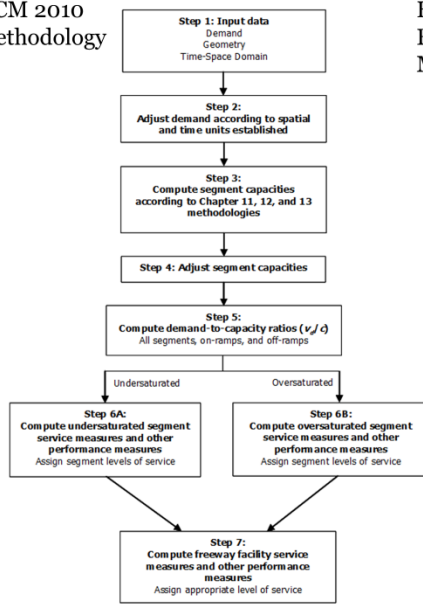 CM 2010
ethodology
Step 1: Input data
Demand
Geometry
Time-Space Domain
Step 2:
Adjust demand according to spatial
and time units established
Step 3:
Compute segment capacities
according to Chapter 11, 12, and 13
methodologies
Step 4: Adjust segment capacities
Step 5:
Compute demand-to-capacity ratios (vd/c)
All segments, on-ramps, and off-ramps
Undersaturated
Oversaturated
Step 6A:
Compute undersaturated segment
service measures and other
performance measures
Assign segment levels of service
Step 6B:
Compute oversaturated segment
service measures and other
performance measures
Assign segment levels of service
Step 7:
Compute freeway facility service
measures and other performance
measures
Assign appropriate level of service